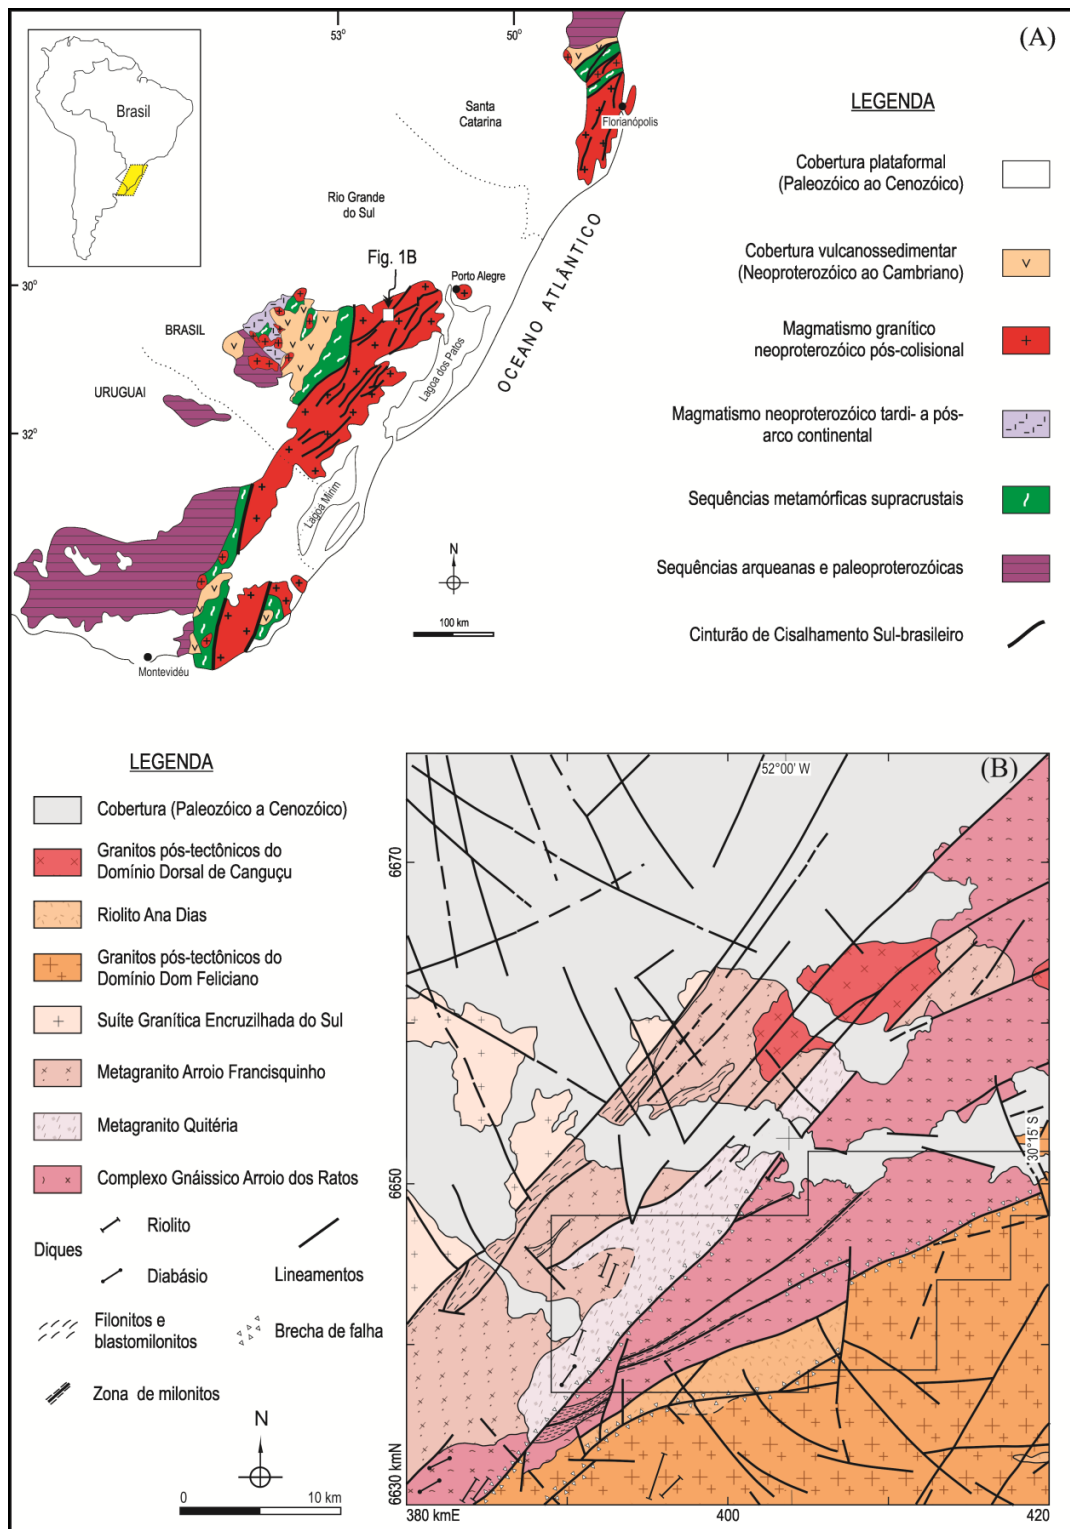 (A)
53°
50°
Brasil
Santa
Catarina
Florianópolis
Rio Grande
do Sul
Fig. 1B
Porto Alegre
30°
BRASIL
URUGUAI
32°
Lagoa dos Patos
Lagoa Mirim
OCEANO ATLÂNTICO
N
100 km
Montevidéu
LEGENDA
Cobertura plataformal
(Paleozóico ao Cenozóico)
Cobertura vulcanossedimentar
(Neoproterozóico ao Cambriano)
Magmatismo granítico
neoproterozóico pós-colisional
Magmatismo neoproterozóico tardi- a pós-
arco continental
Sequências metamórficas supracrustais
Sequências arqueanas e paleoproterozóicas
Cinturão de Cisalhamento Sul-brasileiro
LEGENDA
Cobertura (Paleozóico a Cenozóico)
Granitos pós-tectônicos do
Domínio Dorsal de Canguçu
Riolito Ana Dias
Granitos pós-tectônicos do
Domínio Dom Feliciano
Suíte Granítica Encruzilhada do Sul
Metagranito Arroio Francisquinho
Metagranito Quitéria
Complexo Gnáissico Arroio dos Ratos
Riolito
Diques
Diabásio
Lineamentos
Filonitos e
blastomilonitos
Brecha de falha
Zona de milonitos
N
0
10 km
(B)
52°00' W
6670
6650
30°15' S
6630 kmN
380 kmE
400
420